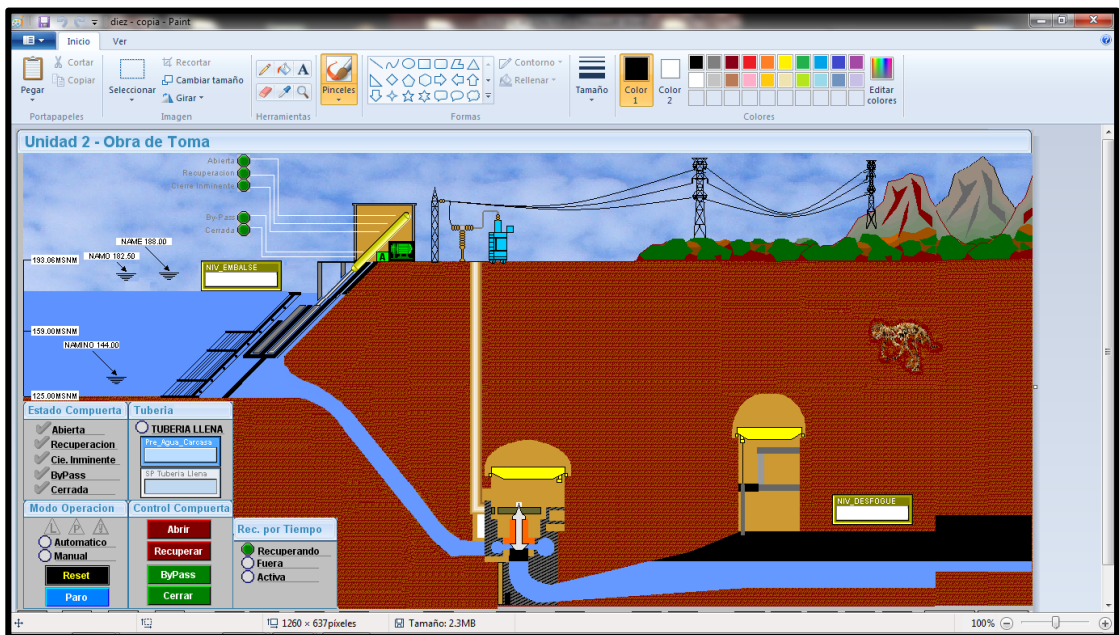 diez - copia - Paint
Inicio
Ver
Pegar
Cortar
Copiar
Portapapeles
Seleccionar
Recortar
Cambiar tamaño
Girar
Imagen
A
Herramientas
Pinceles
Contorno
Rellenar
Formas
Tamaño
Color 1
Color 2
Editar colores
Colores
Unidad 2 - Obra de Toma
Abierta
Recuperacion
Cierre Inminente
By-Pass
Cerrada
A
NAME 188.00
NAMO 182.50
193.06MSNM
NIV_EMBALSE
159.00MSNM
NAMINO 144.00
125.00MSNM
Estado Compuerta
Abierta
Recuperacion
Cie. Inminente
ByPass
Cerrada
Tuberia
TUBERIA LLENA
Pre_Agua_Carcasa
SP Tuberia Llena
Modo Operacion
L P
Automatico
Manual
Reset
Paro
Control Compuerta
Abrir
Recuperar
ByPass
Cerrar
Rec. por Tiempo
Recuperando
Fuera
Activa
NIV_DESFOGUE
1260 × 637píxeles
Tamaño: 2.3MB
100%